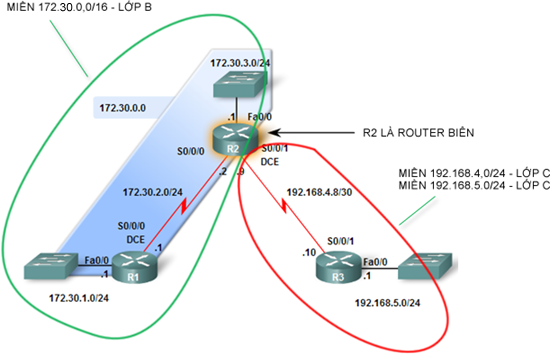 MIỀN 172.30.0,0/16 - LỚP B
172.30.3.0/24
172.30.0.0
.1
Fa0/0
R2
R2 LÀ ROUTER BIÊN
S0/0/0
S0/0/1
DCE
.2
.9
MIỀN 192.168.4,0/24 - LỚP C
MIỀN 192.168.5.0/24 - LỚP C
172.30.2.0/24
192.168.4.8/30
S0/0/0
DCE
.1
S0/0/1
.10
Fa0/0
.1
R1
Fa0/0
.1
R3
172.30.1.0/24
192.168.5.0/24